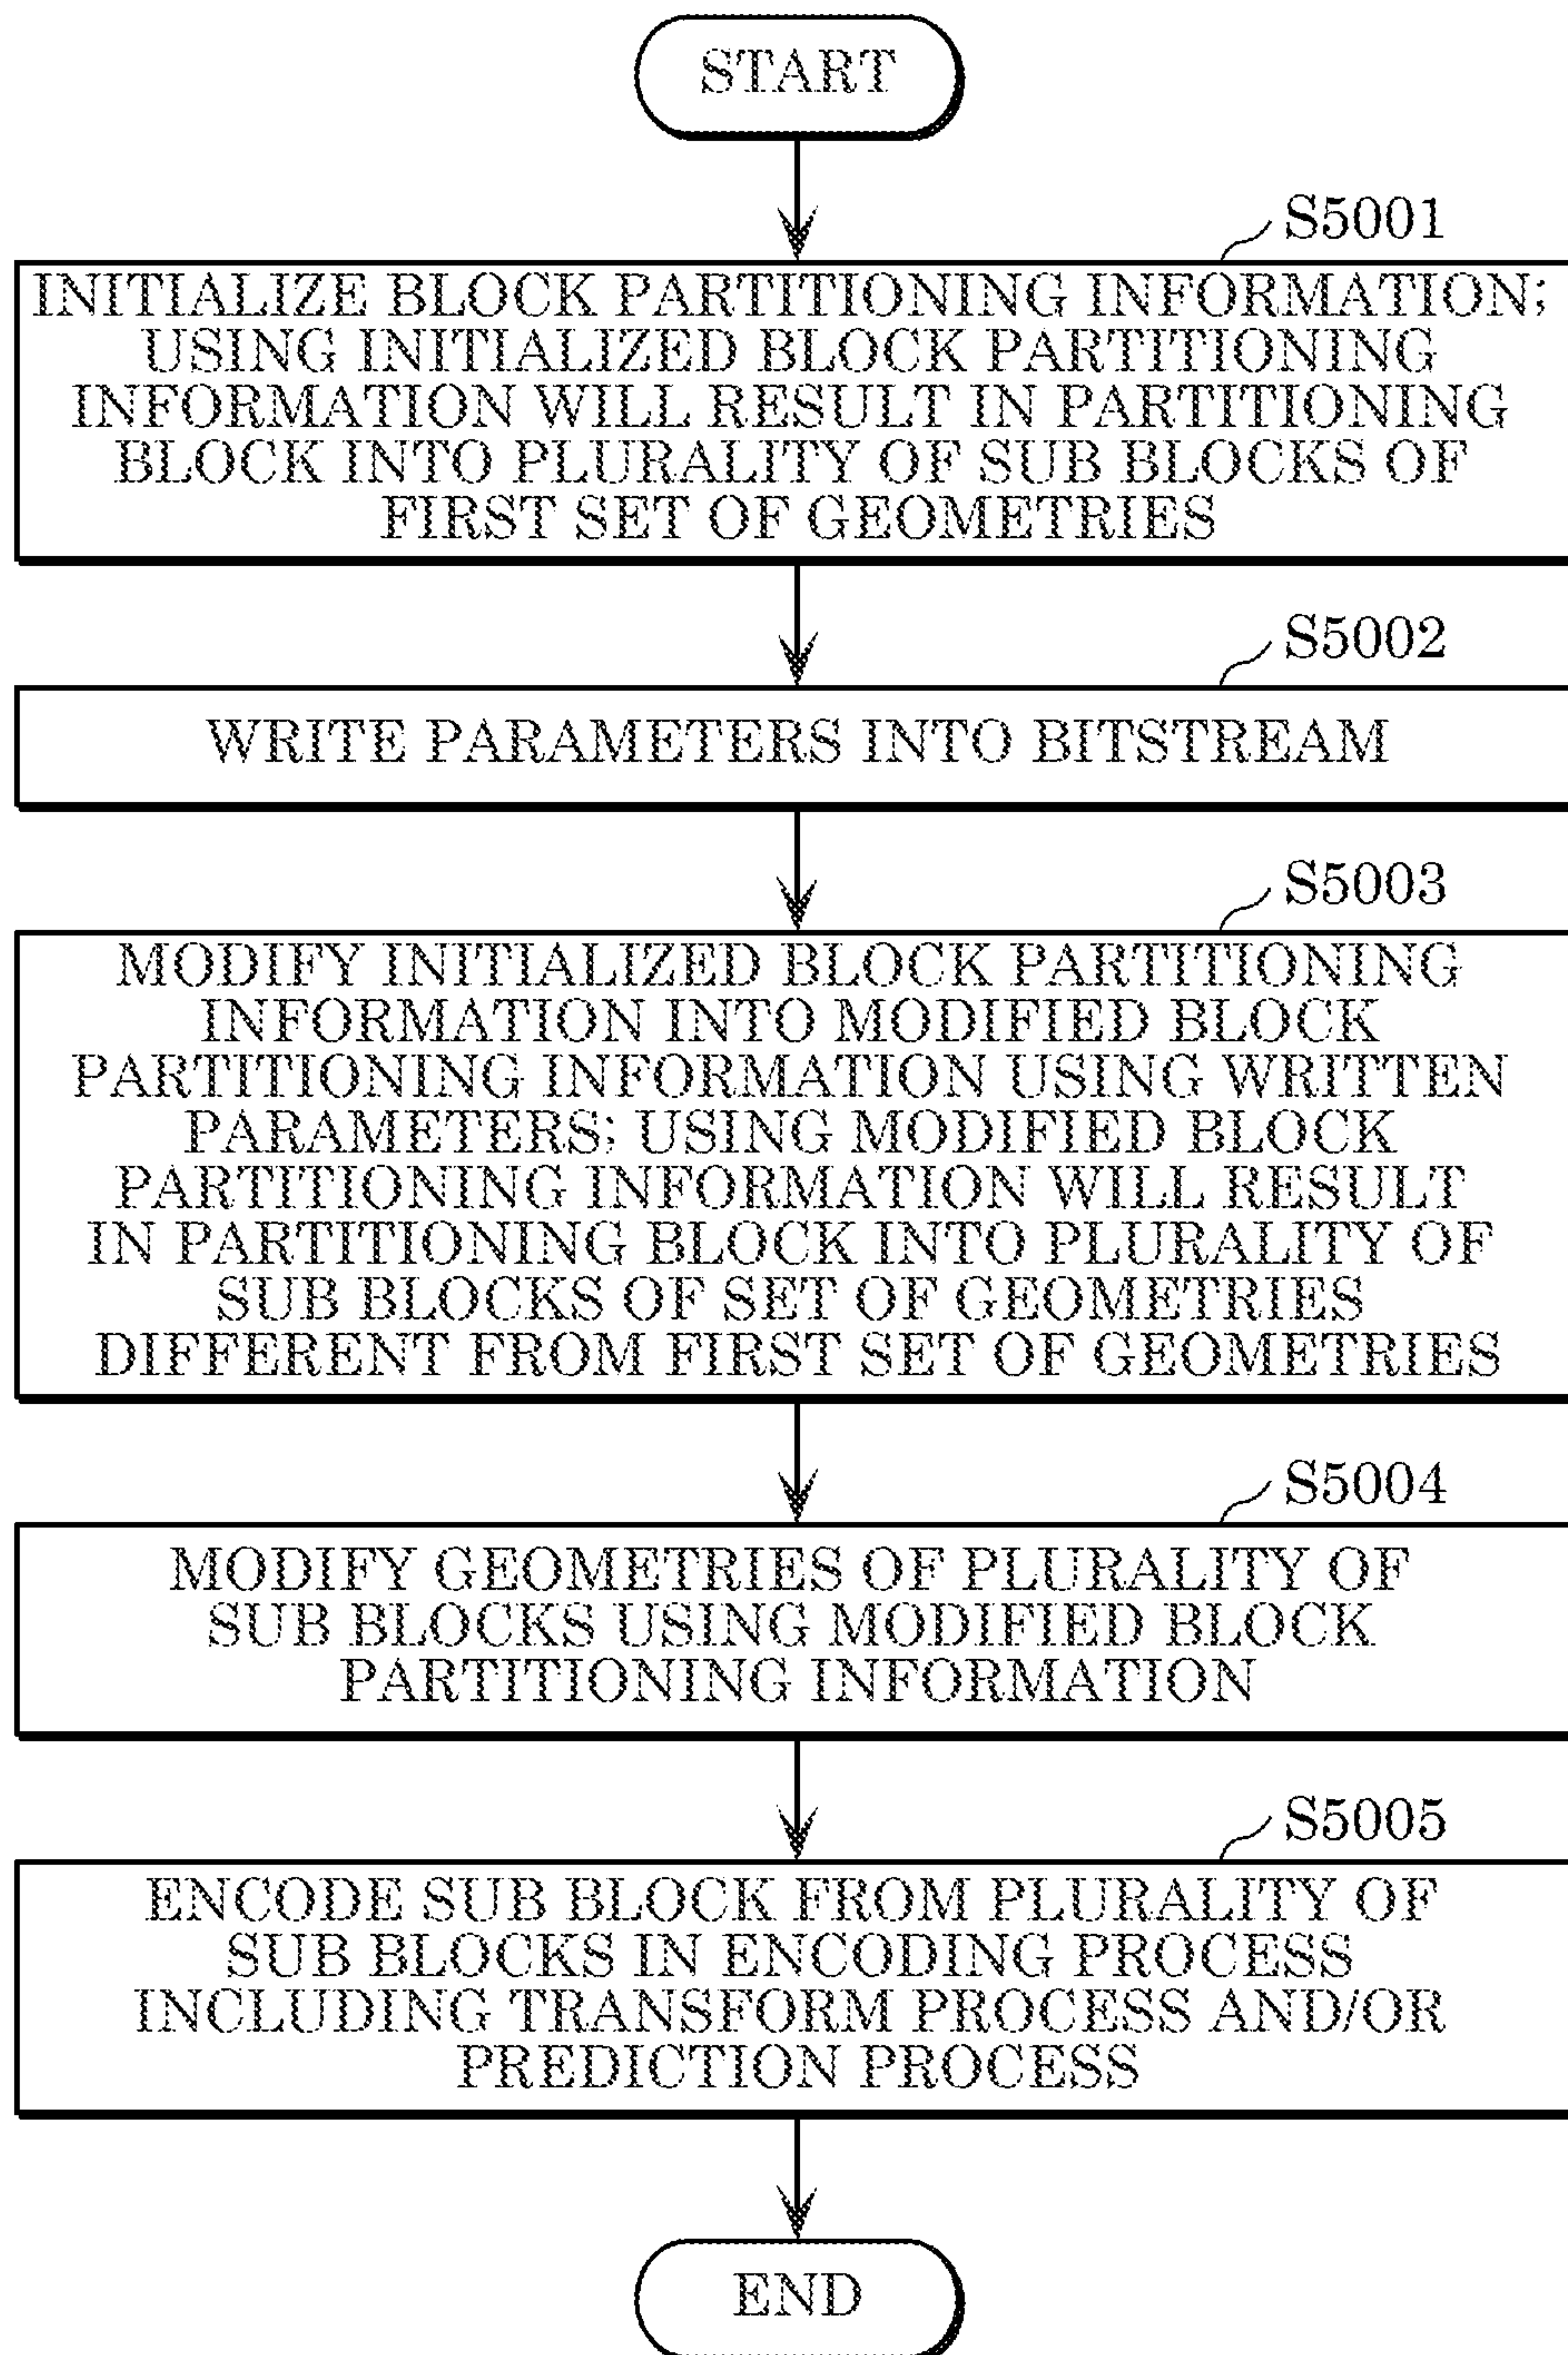 START
S5001
INITIALIZE BLOCK PARTITIONING INFORMATION;
USING INITIALIZED BLOCK PARTITIONING
INFORMATION WILL RESULT IN PARTITIONING
BLOCK INTO PLURALITY OF SUB BLOCKS OF
FIRST SET OF GEOMETRIES
S5002
WRITE PARAMETERS INTO BITSTREAM
S5003
MODIFY INITIALIZED BLOCK PARTITIONING
INFORMATION INTO MODIFIED BLOCK
PARTITIONING INFORMATION USING WRITTEN
PARAMETERS; USING MODIFIED BLOCK
PARTITIONING INFORMATION WILL RESULT
IN PARTITIONING BLOCK INTO PLURALITY OF
SUB BLOCKS OF SET OF GEOMETRIES
DIFFERENT FROM FIRST SET OF GEOMETRIES
S5004
MODIFY GEOMETRIES OF PLURALITY OF
SUB BLOCKS USING MODIFIED BLOCK
PARTITIONING INFORMATION
S5005
ENCODE SUB BLOCK FROM PLURALITY OF
SUB BLOCKS IN ENCODING PROCESS
INCLUDING TRANSFORM PROCESS AND/OR
PREDICTION PROCESS
END